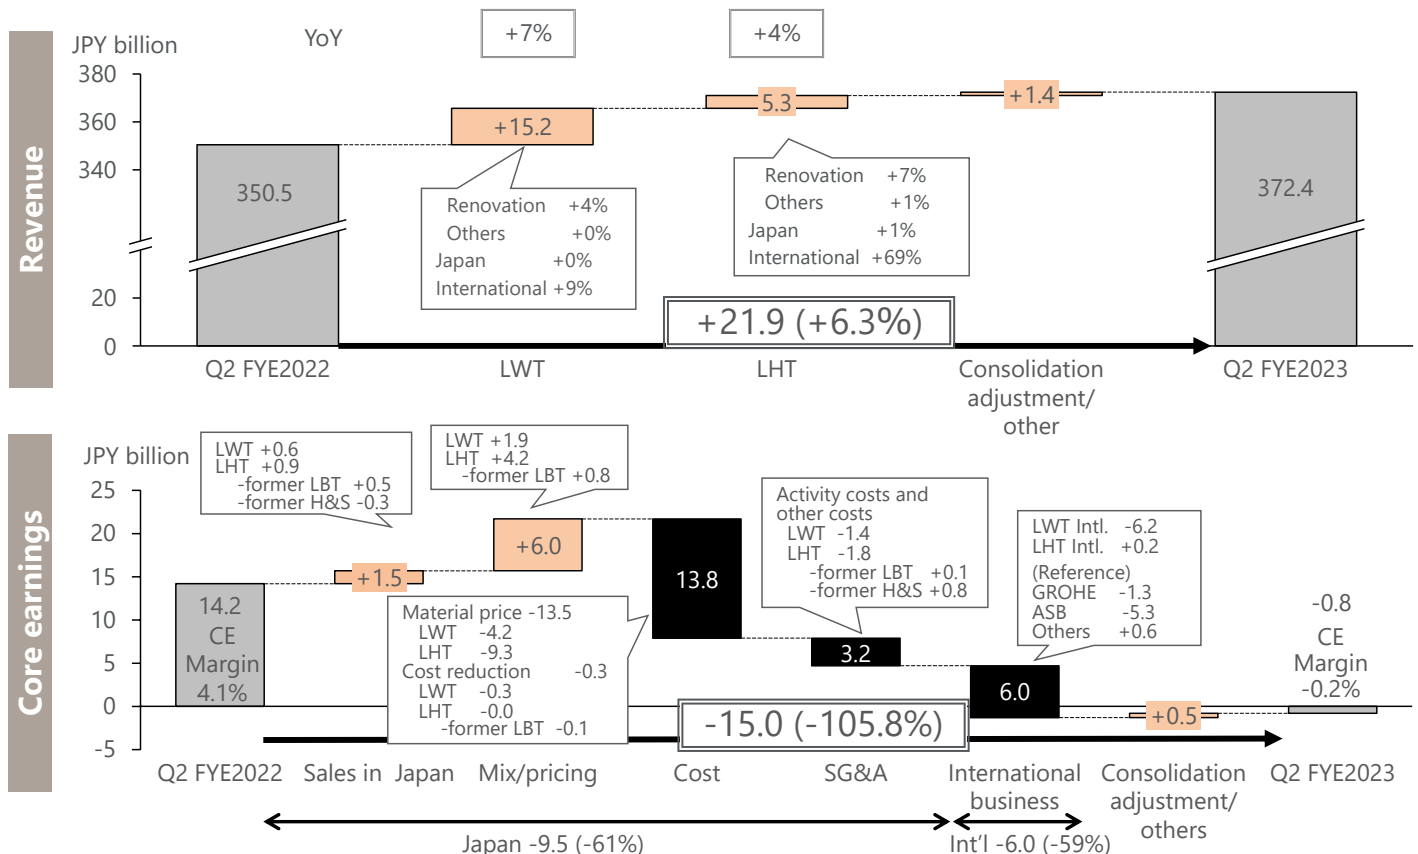 Revenue
JPY billion
YoY
+7%
+4%
380
360
340
20
0
350.5
+15.2
5.3
+1.4
372.4
Renovation +4%
Others +0%
Japan +0%
International +9%
Renovation +7%
Others +1%
Japan +1%
International +69%
+21.9 (+6.3%)
Q2 FYE2022
LWT
LHT
Consolidation
adjustment/
other
Q2 FYE2023
Core earnings
JPY billion
25
20
15
10
5
0
-5
LWT +0.6
LHT +0.9
-former LBT +0.5
-former H&S -0.3
LWT +1.9
LHT +4.2
-former LBT +0.8
Activity costs and
other costs
LWT -1.4
LHT -1.8
-former LBT +0.1
-former H&S +0.8
LWT Intl. -6.2
LHT Intl. +0.2
(Reference)
GROHE -1.3
ASB -5.3
Others +0.6
14.2
CE
Margin
4.1%
+1.5
+6.0
13.8
3.2
6.0
+0.5
-0.8
CE
Margin
-0.2%
Material price -13.5
LWT -4.2
LHT -9.3
Cost reduction -0.3
LWT -0.3
LHT -0.0
-former LBT -0.1
-15.0 (-105.8%)
Q2 FYE2022
Sales in Japan
Mix/pricing
Cost
SG&A
International
business
Consolidation
adjustment/
others
Q2 FYE2023
Japan -9.5 (-61%)
Int'l -6.0 (-59%)